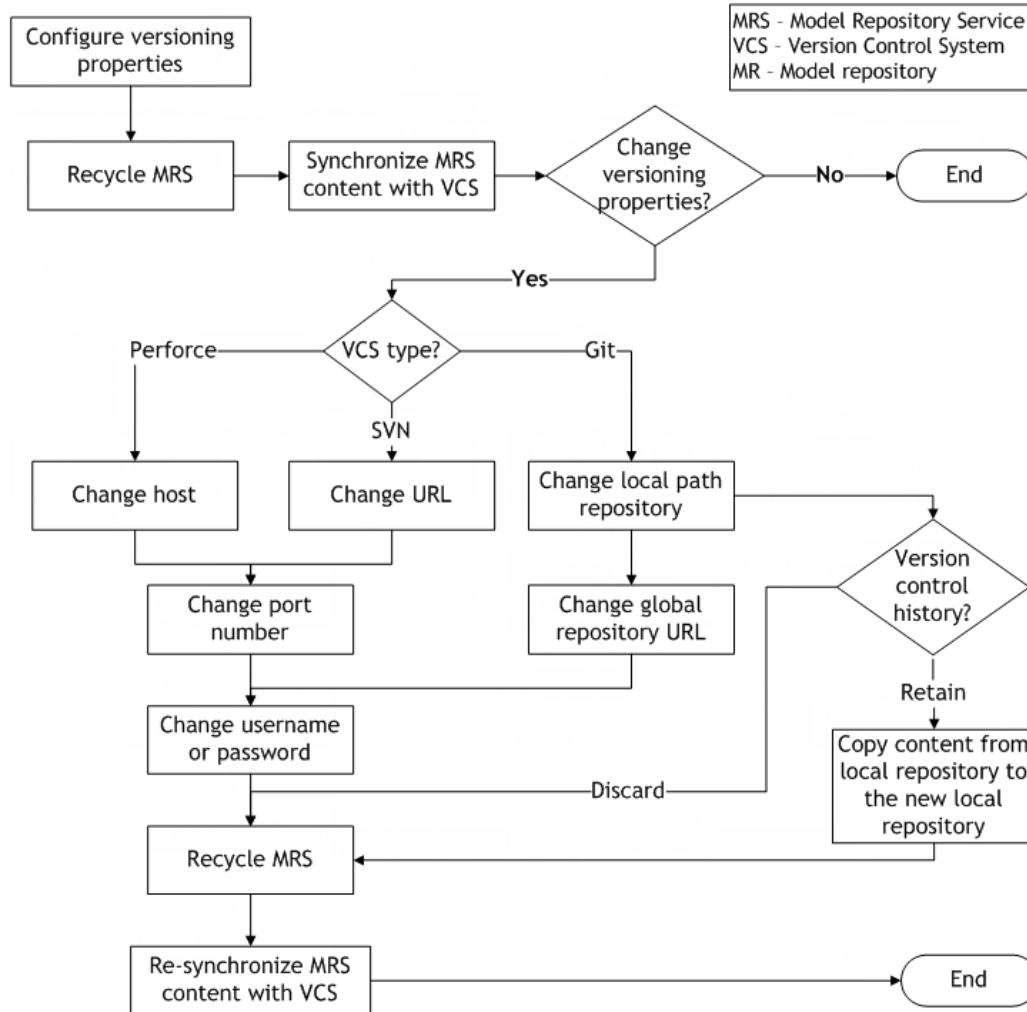 Configure versioning
properties
MRS - Model Repository Service
VCS - Version Control System
MR - Model repository
Recycle MRS
Synchronize MRS
content with VCS
Change
versioning
properties?
No
End
Yes
VCS type?
Perforce
Git
SVN
Change host
Change URL
Change local path
repository
Version
control
history?
Change port
number
Change global
repository URL
Retain
Change username
or password
Copy content from
local repository to
the new local
repository
Discard
Recycle MRS
Re-synchronize MRS
content with VCS
End